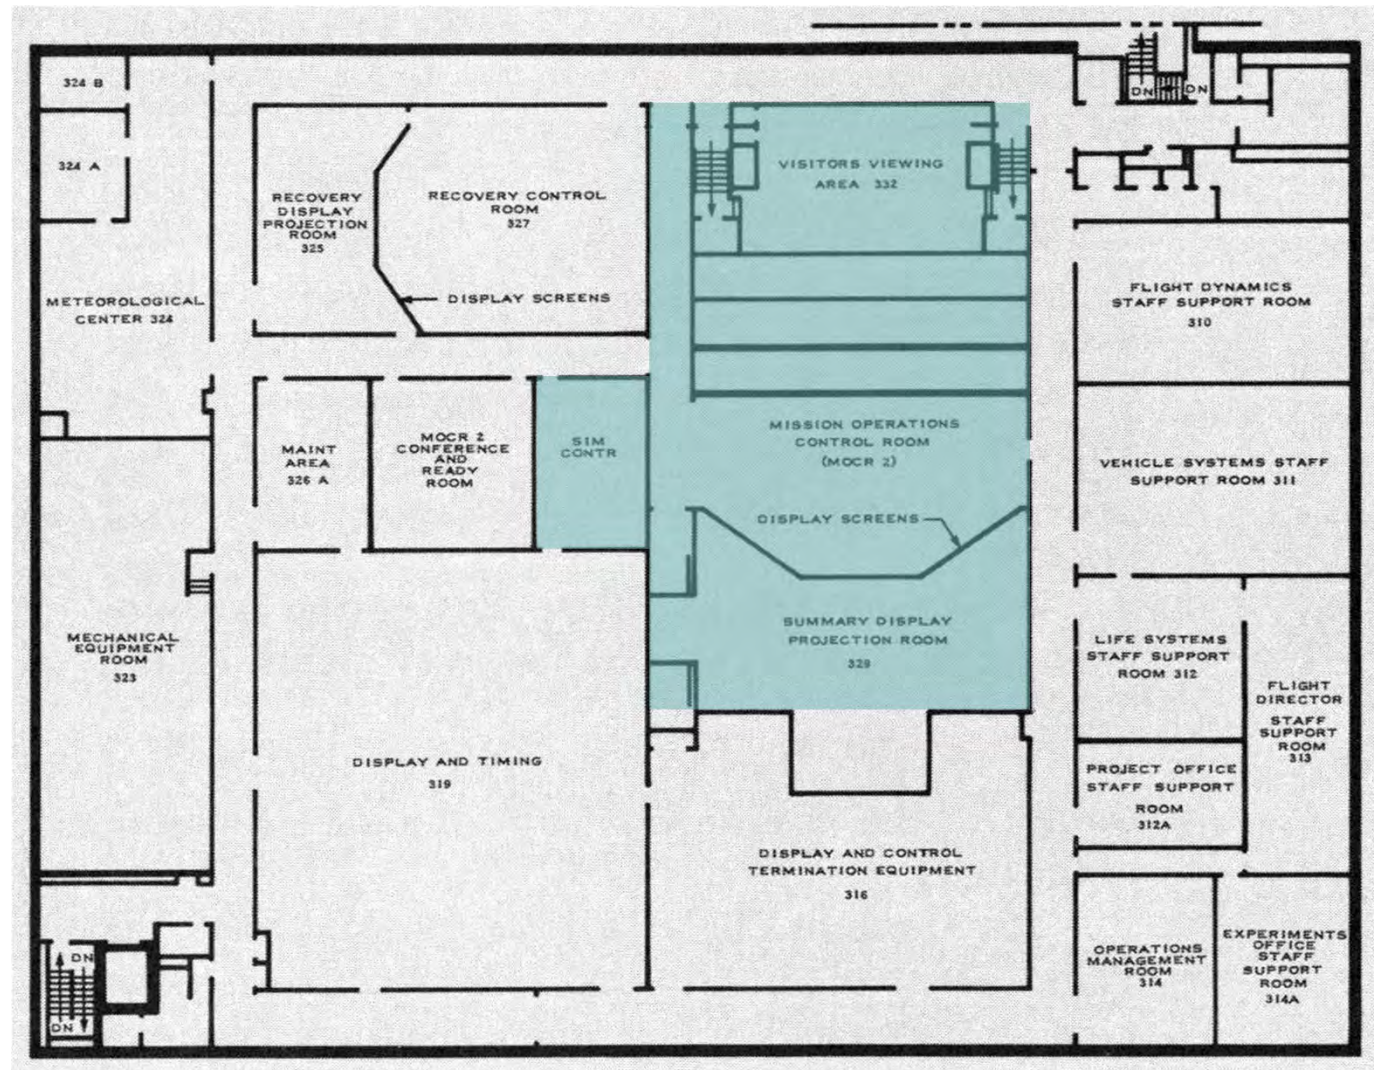 324 B
324 A
METEOROLOGICAL
CENTER 324
MECHANICAL
EQUIPMENT
ROOM
323
DN
DN
RECOVERY
DISPLAY
PROJECTION
ROOM
325
RECOVERY CONTROL
ROOM
327
DISPLAY SCREENS
MAINT
AREA
326 A
MOCR 2
CONFERENCE
AND
READY
ROOM
SIM
CONTR
DISPLAY AND TIMING
319
VISITORS VIEWING
AREA 332
MISSION OPERATIONS
CONTROL ROOM
(MOCR 2)
DISPLAY SCREENS
SUMMARY DISPLAY
PROJECTION ROOM
329
DISPLAY AND CONTROL
TERMINATION EQUIPMENT
316
DN
DN
FLIGHT DYNAMICS
STAFF SUPPORT ROOM
310
VEHICLE SYSTEMS STAFF
SUPPORT ROOM 311
LIFE SYSTEMS
STAFF SUPPORT
ROOM 312
FLIGHT
DIRECTOR
STAFF
SUPPORT
ROOM
313
PROJECT OFFICE
STAFF SUPPORT
ROOM
312A
OPERATIONS
MANAGEMENT
ROOM
314
EXPERIMENTS
OFFICE
STAFF
SUPPORT
ROOM
314A